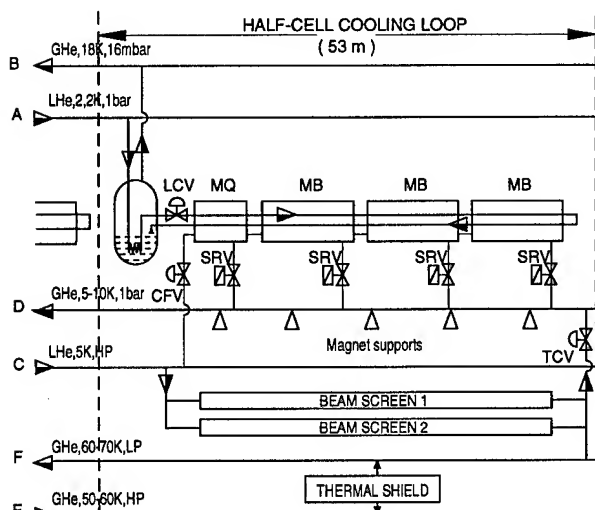 HALF-CELL COOLING LOOP
( 53 m )
GHe,18K,16mbar
B
LHe,2,2K,1bar
A
LCV MQ MB MB MB
SRV SRV SRV SRV
CFV
GHe,5-10K,1bar
D
Magnet supports
TCV
LHe,5K,HP
C
BEAM SCREEN 1
BEAM SCREEN 2
GHe,60-70K,LP
F
THERMAL SHIELD
GHe,50-60K,HP
E